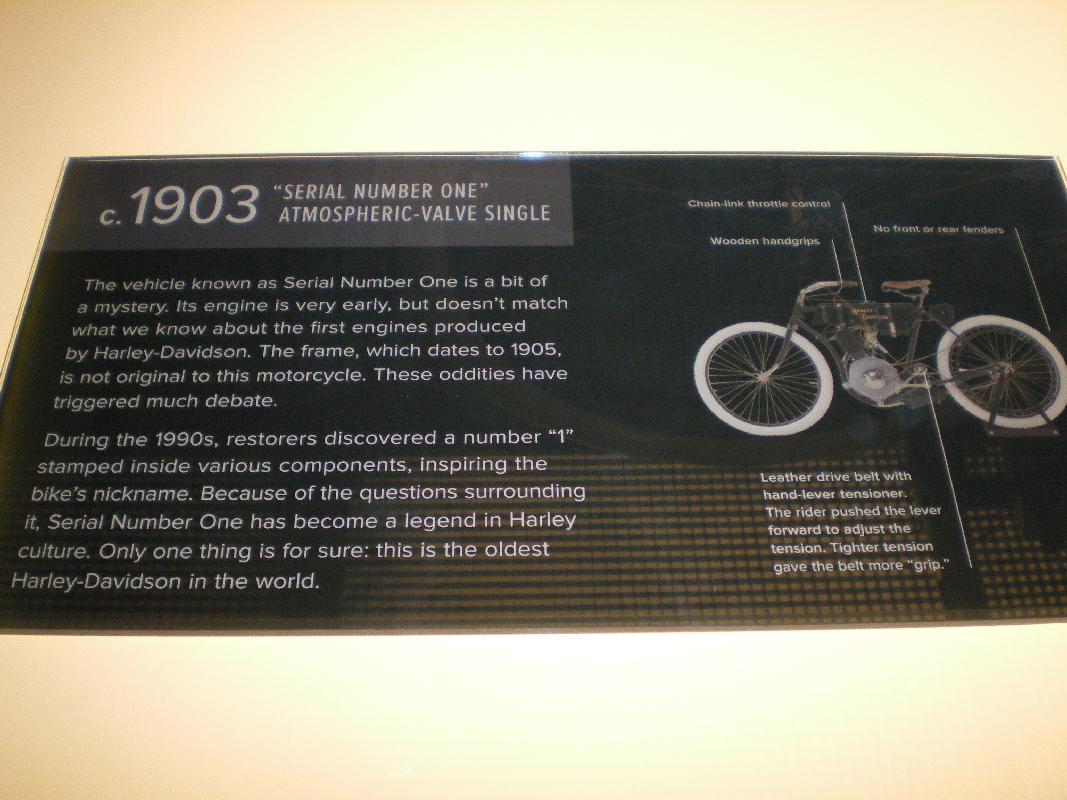 c. 1903 "SERIAL NUMBER ONE"
ATMOSPHERIC-VALVE SINGLE
The vehicle known as Serial Number One is a bit of
a mystery. Its engine is very early, but doesn't match
what we know about the first engines produced
by Harley-Davidson. The frame, which dates to 1905,
is not original to this motorcycle. These oddities have
triggered much debate.
During the 1990s, restorers discovered a number "1"
stamped inside various components, inspiring the
bike's nickname. Because of the questions surrounding
it, Serial Number One has become a legend in Harley
culture. Only one thing is for sure: this is the oldest
Harley-Davidson in the world.
Chain-link throttle control
Wooden handgrips
No front or rear fenders
HARLEY-
DAVIDSON
Leather drive belt with
hand-lever tensioner.
The rider pushed the lever
forward to adjust the
tension. Tighter tension
gave the belt more "grip."